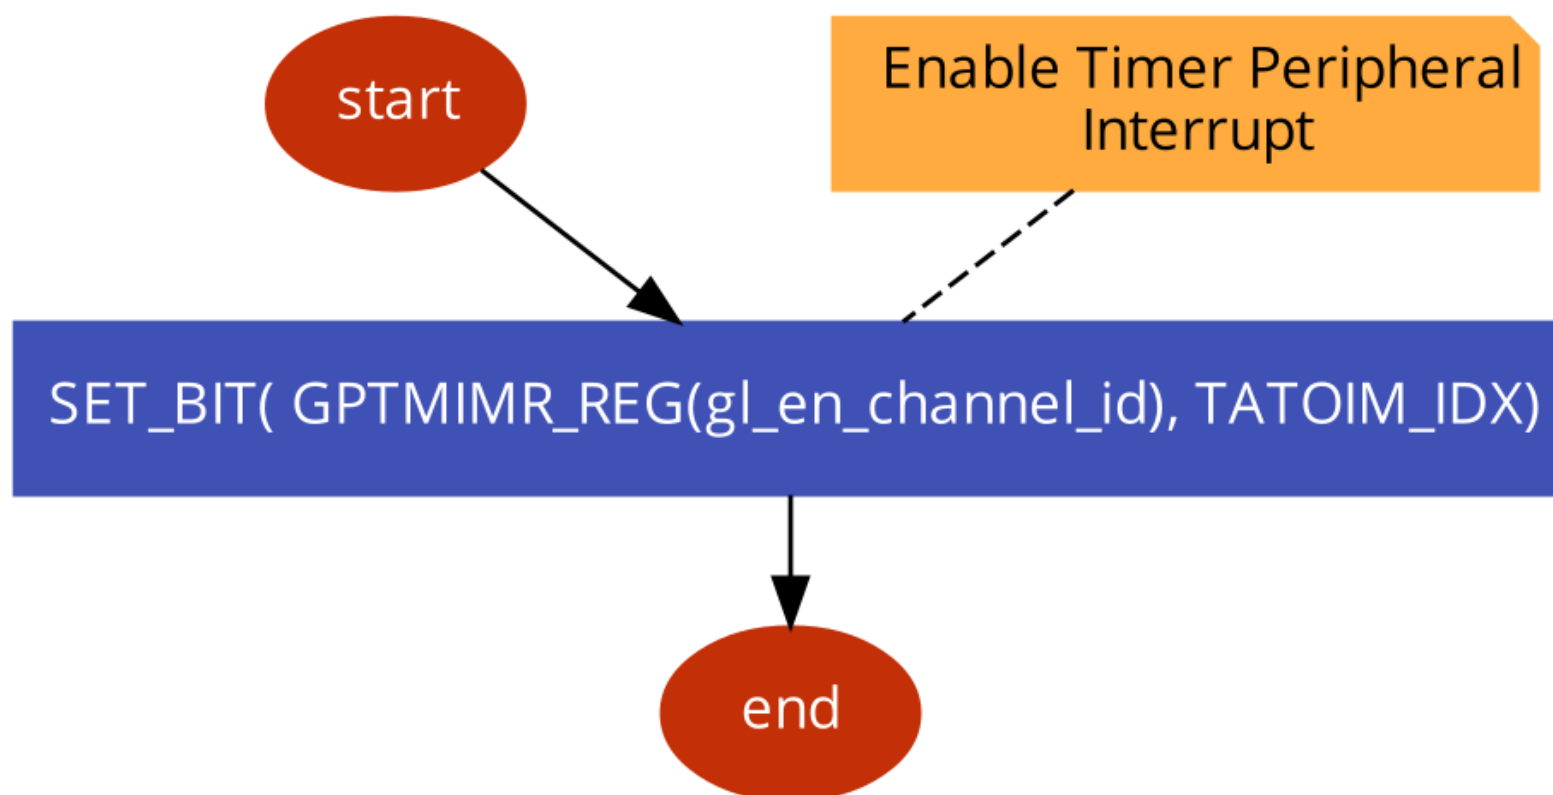 start
Enable Timer Peripheral
Interrupt
SET_BIT( GPTMIMR_REG(gl_en_channel_id), TATOIM_IDX)
end